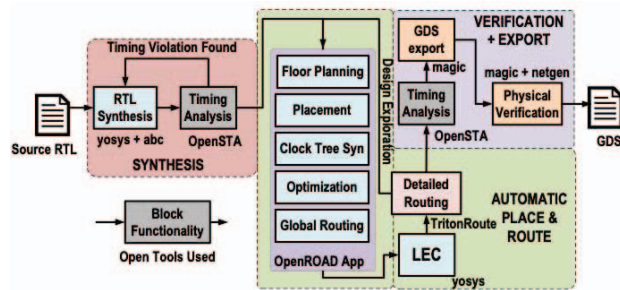 Timing Violation Found
RTL
Synthesis
yosys + abc
Timing
Analysis
OpenSTA
SYNTHESIS
Source RTL
Block
Functionality
Open Tools Used
Floor Planning
Placement
Clock Tree Syn
Optimization
Global Routing
OpenROAD App
Design Exploration
VERIFICATION
+ EXPORT
GDS
export
magic
Timing
Analysis
OpenSTA
magic + netgen
Physical
Verification
GDS
Detailed
Routing
TritonRoute
LEC
yosys
AUTOMATIC
PLACE &
ROUTE